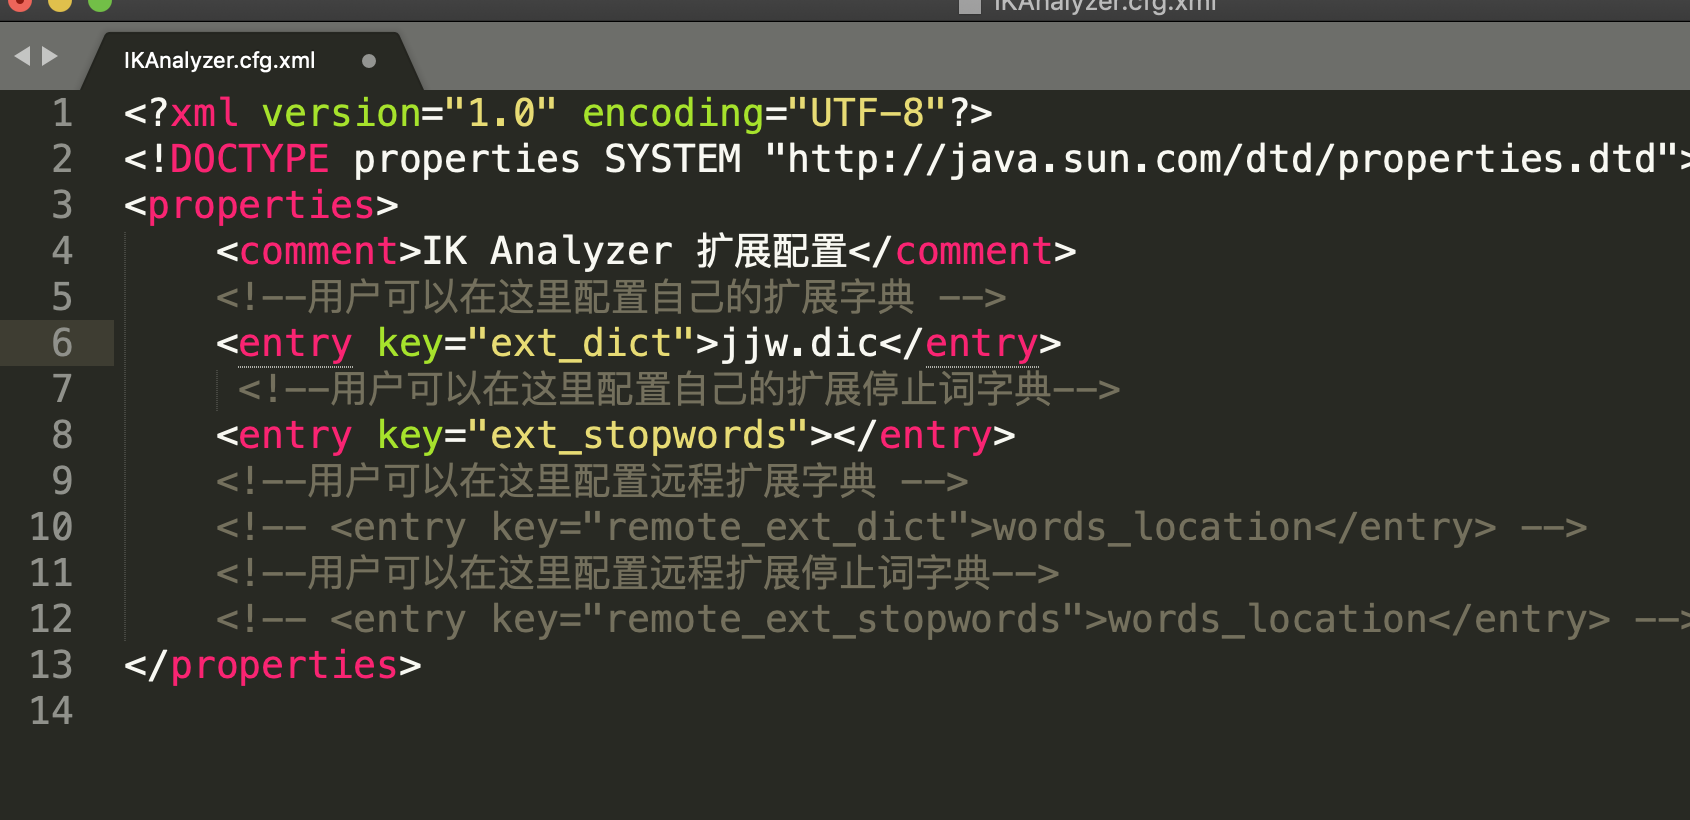 IKAnalyzer.cfg.xml
IKAnalyzer.cfg.xml
1 <?xml version="1.0" encoding="UTF-8"?>
2 <!DOCTYPE properties SYSTEM "http://java.sun.com/dtd/properties.dtd">
3 <properties>
4 <comment>IK Analyzer 扩展配置</comment>
5 <!--用户可以在这里配置自己的扩展字典 -->
6 <entry key="ext_dict">jjw.dic</entry>
7 <!--用户可以在这里配置自己的扩展停止词字典-->
8 <entry key="ext_stopwords"></entry>
9 <!--用户可以在这里配置远程扩展字典 -->
10 <!-- <entry key="remote_ext_dict">words_location</entry> -->
11 <!--用户可以在这里配置远程扩展停止词字典-->
12 <!-- <entry key="remote_ext_stopwords">words_location</entry> -->
13 </properties>
14